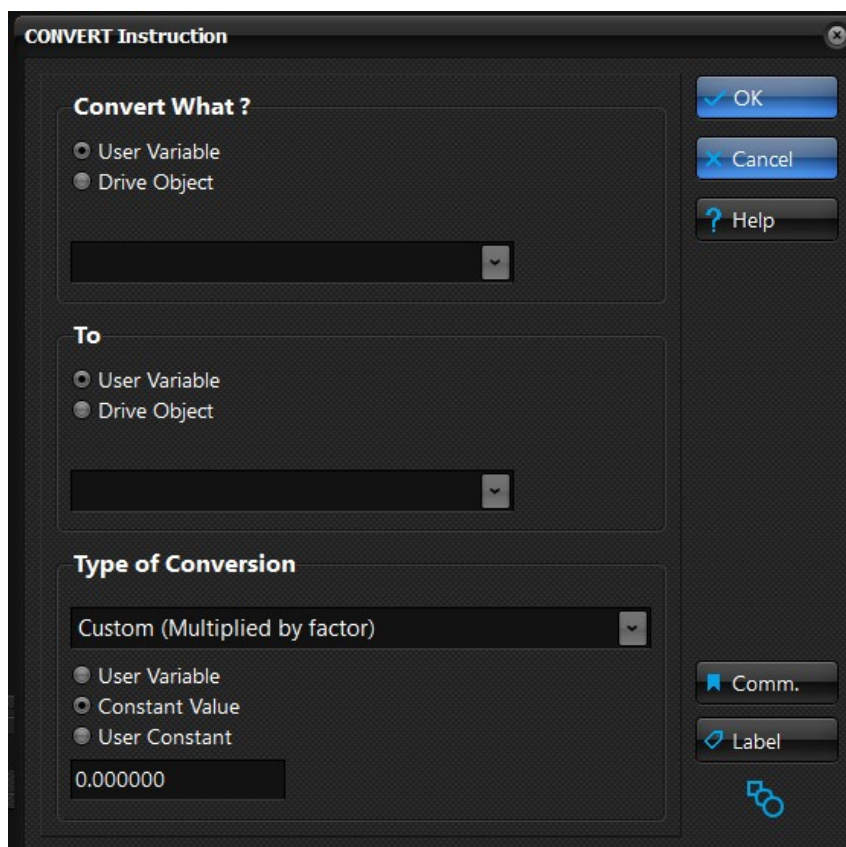 CONVERT Instruction
Convert What ?
User Variable
Drive Object
To
User Variable
Drive Object
Type of Conversion
Custom (Multiplied by factor)
User Variable
Constant Value
User Constant
0.000000
OK
Cancel
? Help
Comm.
Label